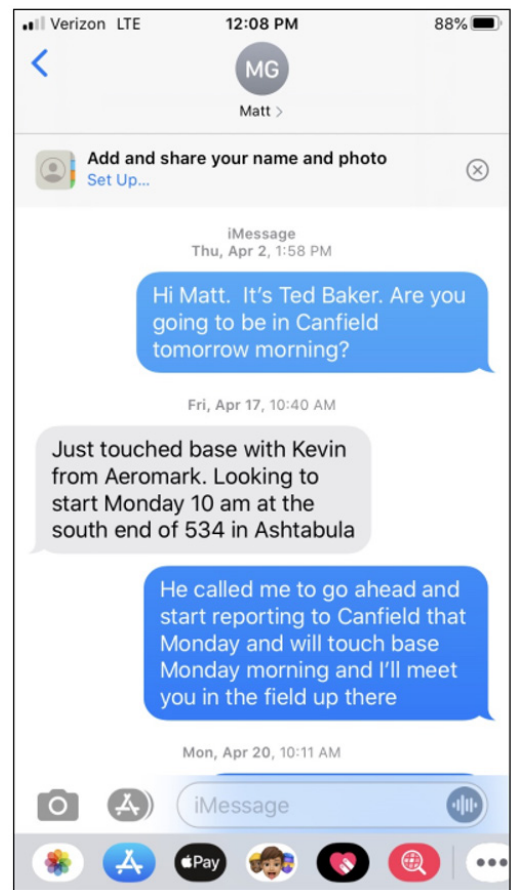 Verizon LTE 12:08 PM 88%
MG
Matt >
Add and share your name and photo
Set Up...
iMessage
Thu, Apr 2, 1:58 PM
Hi Matt.  It's Ted Baker. Are you
going to be in Canfield
tomorrow morning?
Fri, Apr 17, 10:40 AM
Just touched base with Kevin
from Aeromark. Looking to
start Monday 10 am at the
south end of 534 in Ashtabula
He called me to go ahead and
start reporting to Canfield that
Monday and will touch base
Monday morning and I'll meet
you in the field up there
Mon, Apr 20, 10:11 AM
iMessage
Pay